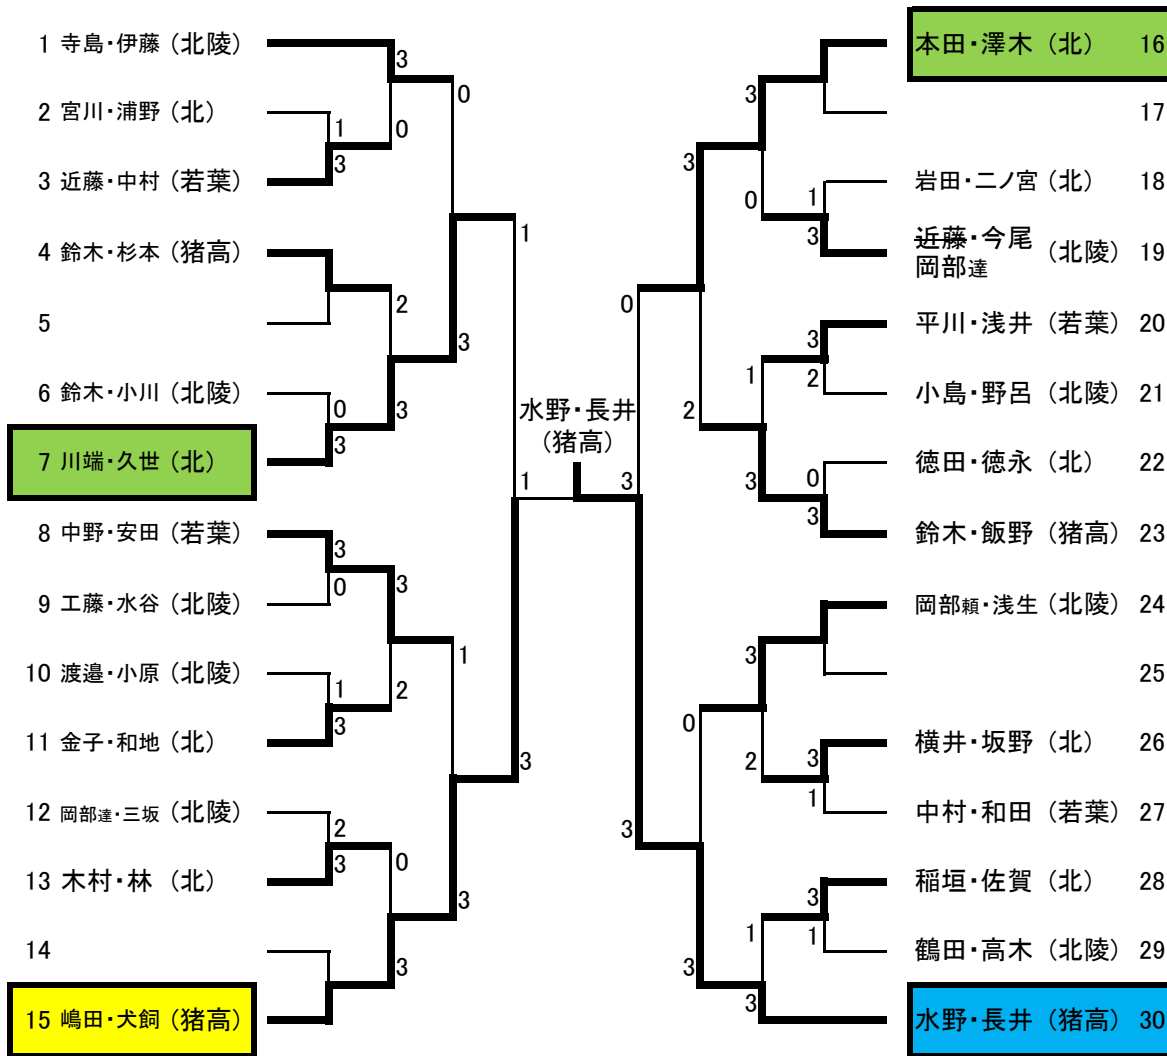 1 寺島・伊藤 (北陵)
3
0
2 宮川・浦野 (北)
1
0
3
3 近藤・中村 (若葉)
1
4 鈴木・杉本 (猪高)
2
5
3
6 鈴木・小川 (北陵)
0
3
3
7 川端・久世 (北)
1
8 中野・安田 (若葉)
3
3
0
9 工藤・水谷 (北陵)
1
10 渡邉・小原 (北陵)
1
2
3
11 金子・和地 (北)
3
12 岡部達・三坂 (北陵)
2
0
3
13 木村・林 (北)
3
14
3
15 嶋田・犬飼 (猪高)
水野・長井
(猪高)
本田・澤木 (北) 16
3
17
3
岩田・二ノ宮 (北) 18
1
0
3
近藤・今尾
岡部達 (北陵) 19
0
平川・浅井 (若葉) 20
3
1
2
小島・野呂 (北陵) 21
2
徳田・徳永 (北) 22
0
3
3
鈴木・飯野 (猪高) 23
3
岡部頼・浅生 (北陵) 24
3
25
0
横井・坂野 (北) 26
3
2
1
中村・和田 (若葉) 27
3
稲垣・佐賀 (北) 28
3
1
1
鶴田・高木 (北陵) 29
3
3
水野・長井 (猪高) 30